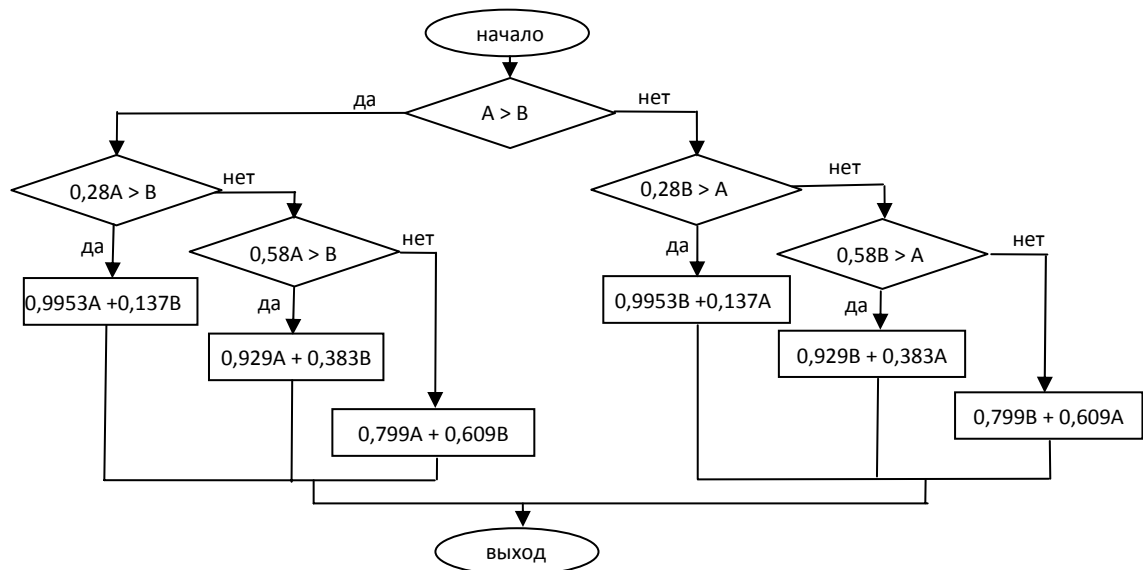 начало
A > B
да
нет
0,28A > B
нет
0,28B > A
нет
да
0,58A > B
нет
да
0,58B > A
нет
0,9953A +0,137B
да
0,9953B +0,137A
да
0,929A + 0,383B
0,929B + 0,383A
0,799A + 0,609B
0,799B + 0,609A
выход